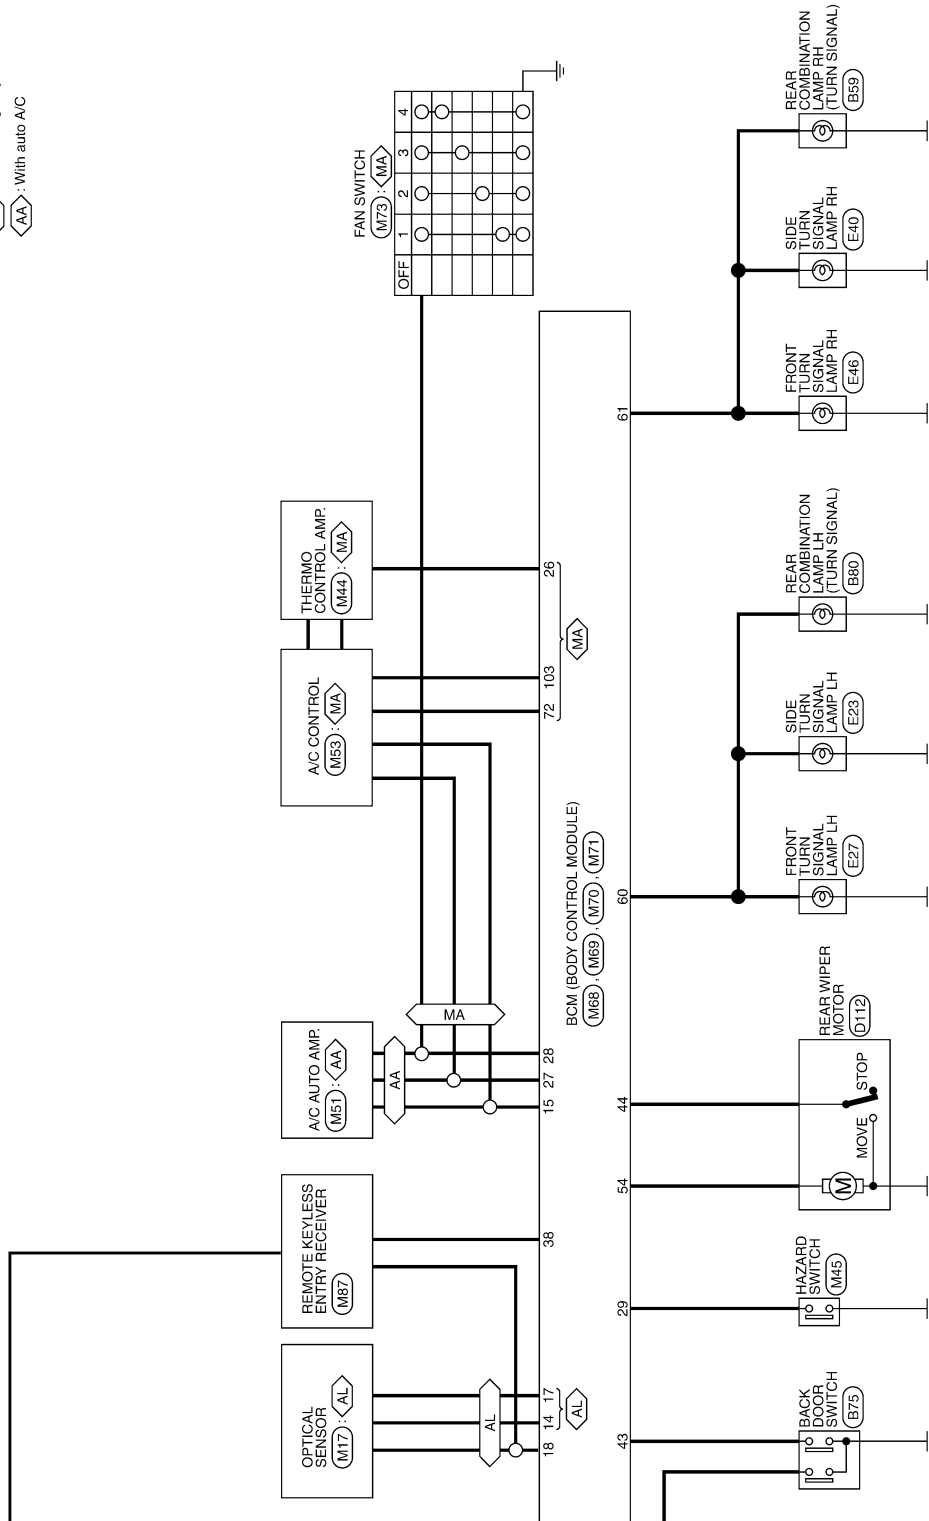 AA : With auto A/C
FAN SWITCH
M73 : MA
OFF 1 2 3 4
THERMO
CONTROL AMP.
M44 : MA
A/C CONTROL
M53 : MA
A/C AUTO AMP.
M51 : AA
REMOTE KEYLESS
ENTRY RECEIVER
M87
OPTICAL
SENSOR
M17 : AL
AL
AA
MA
18 14 17
AL
38
15 27 28
72 103 26
MA
BCM (BODY CONTROL MODULE)
M68 , M69 , M70 , M71
43
29
54
44
60
61
BACK
DOOR
SWITCH
B75
HAZARD
SWITCH
M45
REAR WIPER
MOTOR
D112
M
MOVE
STOP
FRONT
TURN
SIGNAL
LAMP LH
E27
SIDE
TURN
SIGNAL
LAMP LH
E23
REAR
COMBINATION
LAMP LH
(TURN SIGNAL)
B80
FRONT
TURN
SIGNAL
LAMP RH
E46
SIDE
TURN
SIGNAL
LAMP RH
E40
REAR
COMBINATION
LAMP RH
(TURN SIGNAL)
B59